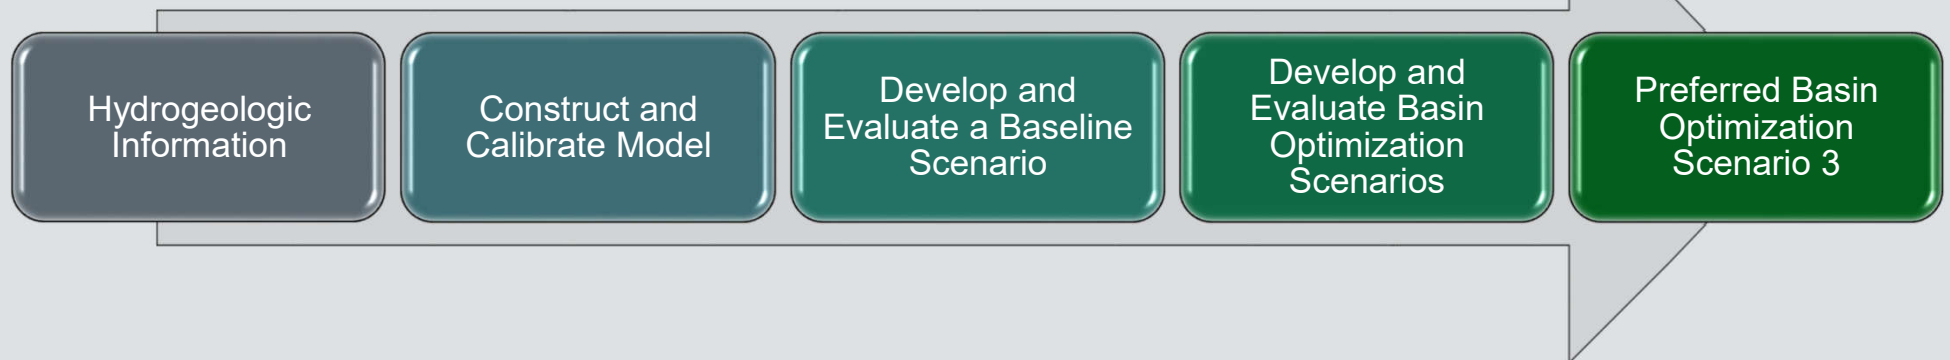 Hydrogeologic
Information
Construct and
Calibrate Model
Develop and
Evaluate a Baseline
Scenario
Develop and
Evaluate Basin
Optimization
Scenarios
Preferred Basin
Optimization
Scenario 3